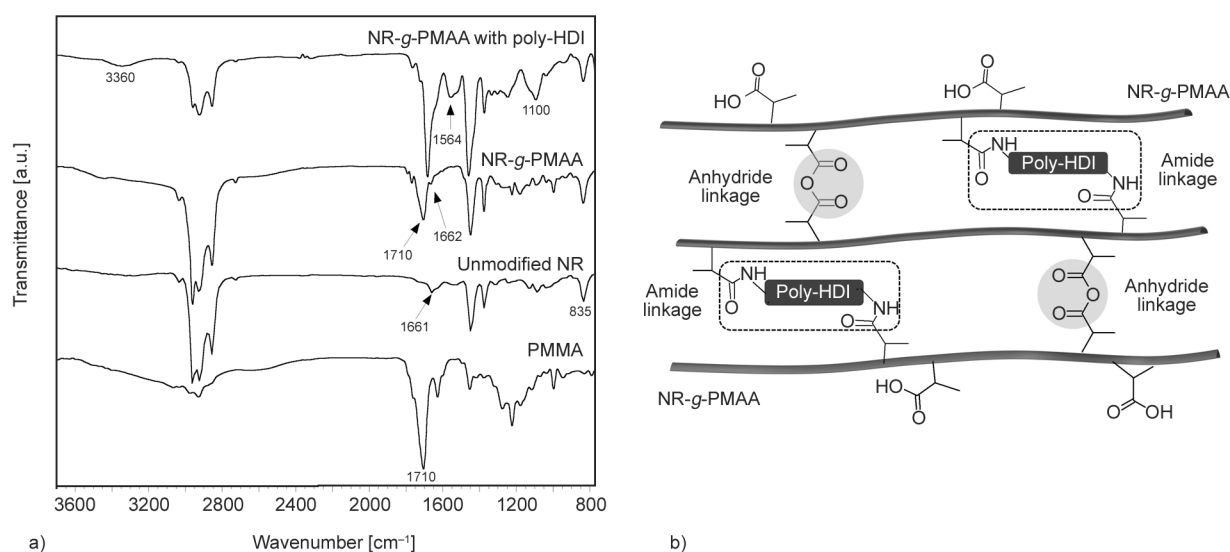 NR-g-PMAA with poly-HDI
3360
1564
1100
NR-g-PMAA
1710
1662
Unmodified NR
1661
835
PMMA
1710
Transmittance [a.u.]
3600 2800 2400 2000 1600 1200 800
Wavenumber [cm⁻¹]
a)
O
HO
O
HO
NR-g-PMAA
Anhydride
linkage
O
O
O
O
NH
Poly-HDI
NH
O
Amide
linkage
Amide
linkage
O
NH
Poly-HDI
NH
O
O
O
O
Anhydride
linkage
NR-g-PMAA
HO
O
O
OH
b)